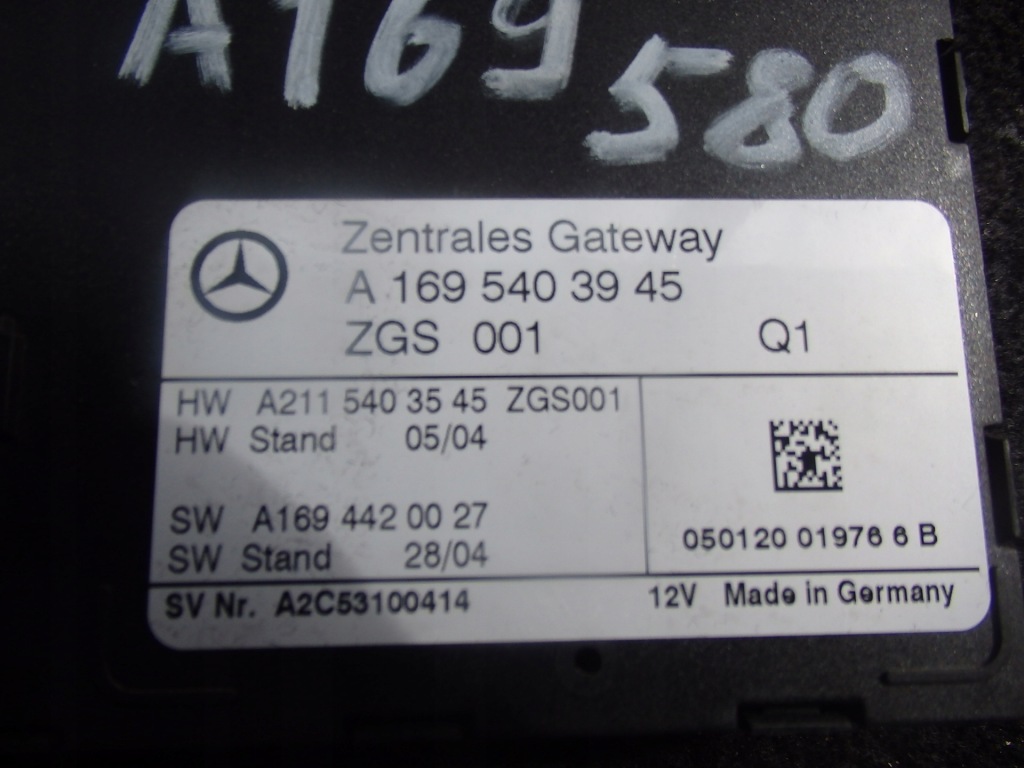 A169
580
Zentrales Gateway
A 169 540 39 45
ZGS 001 Q1
HW A211 540 35 45 ZGS001
HW Stand 05/04
SW A169 442 00 27
SW Stand 28/04
050120 01976 6 B
SV Nr. A2C53100414 12V Made in Germany